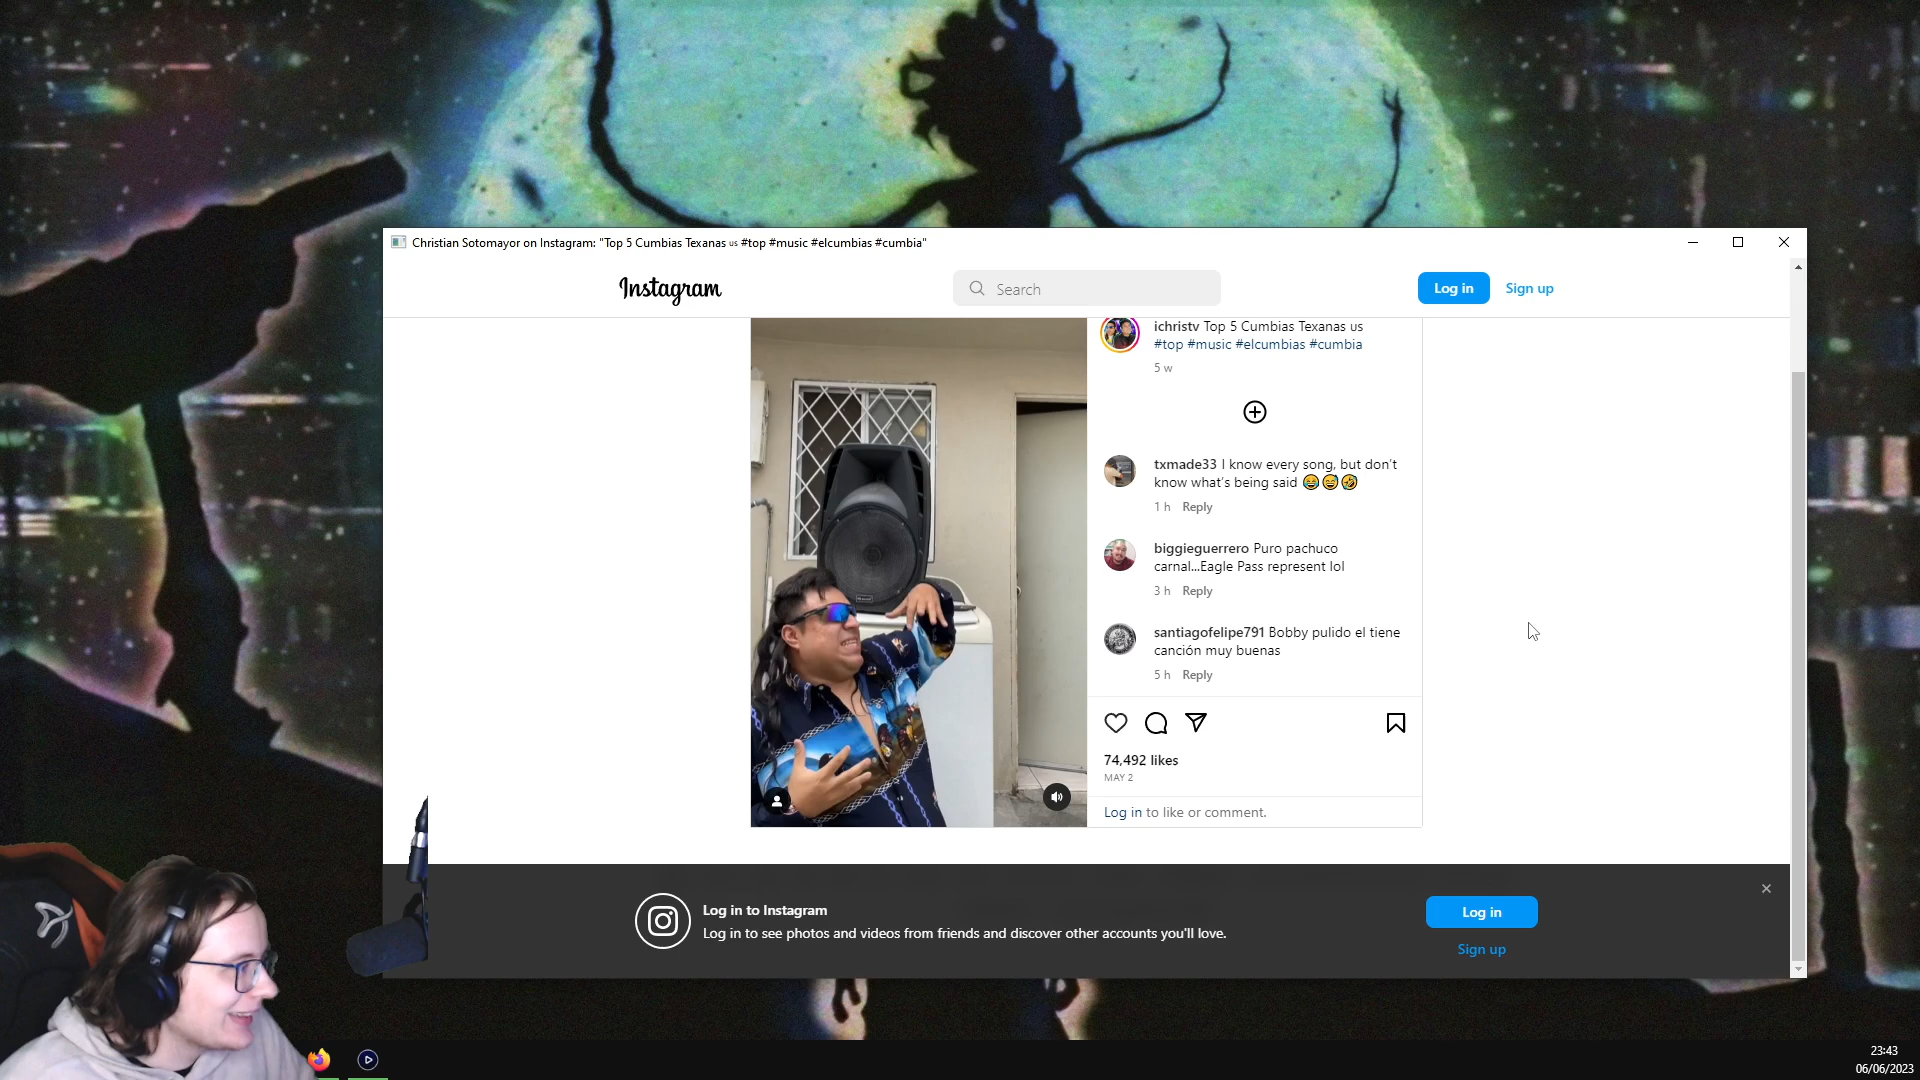 Christian Sotomayor on Instagram: "Top 5 Cumbias Texanas us #top #music #elcumbias #cumbia"
Instagram
Search
Log in
Sign up
ichristv Top 5 Cumbias Texanas us
#top #music #elcumbias #cumbia
5 w
txmade33 I know every song, but don't
know what's being said 😂😅🤣
1 h Reply
biggieguerrero Puro pachuco
carnal...Eagle Pass represent lol
3 h Reply
santiagofelipe791 Bobby pulido el tiene
canción muy buenas
5 h Reply
74,492 likes
MAY 2
Log in to like or comment.
Log in to Instagram
Log in to see photos and videos from friends and discover other accounts you'll love.
Log in
Sign up
23:43
06/06/2023